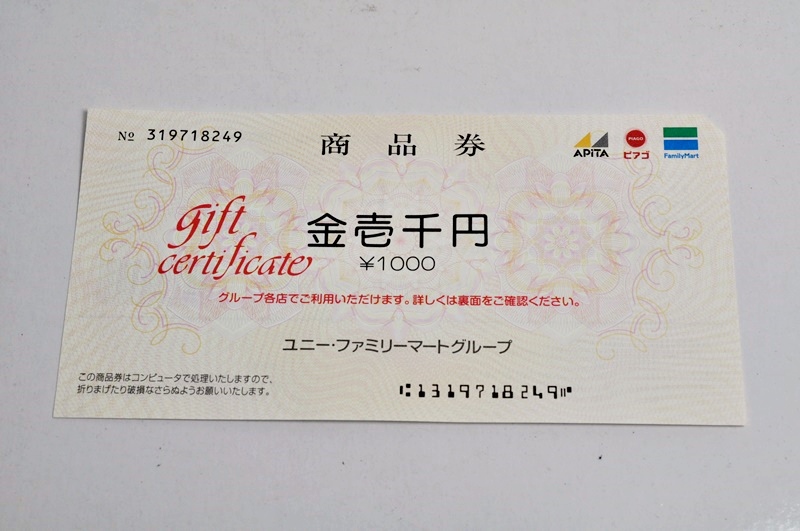 № 319718249
商品券
APiTA
PIAGO
ピアゴ
FamilyMart
gift
certificate
金壱千円
¥1000
グループ各店でご利用いただけます。詳しくは裏面をご確認ください。
ユニー・ファミリーマートグループ
この商品券はコンピュータで処理いたしますので、
折りまげたり破損なさらぬようお願いいたします。
⑆1319718249⑈